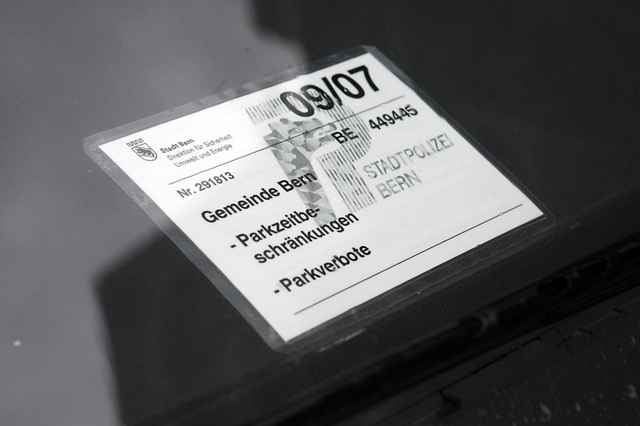 09/07
Stadt Bern
Direktion für Sicherheit
Umwelt und Energie
BE 449445
Nr. 291813
STADTPOLIZEI
BERN
Gemeinde Bern
- Parkzeitbe-
schränkungen
- Parkverbote